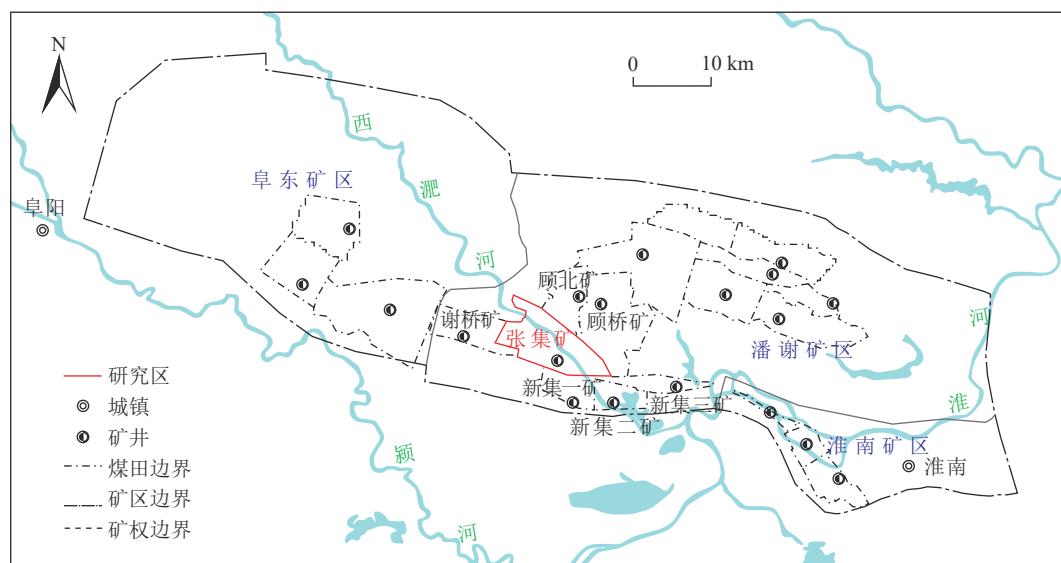 N
0 10 km
西
淝
河
阜东矿区
阜阳
顾北矿
谢桥矿
张集矿
顾桥矿
潘谢矿区
河
淮
新集一矿
新集二矿
新集三矿
淮南矿区
淮南
颍
河
研究区
城镇
矿井
煤田边界
矿区边界
矿权边界